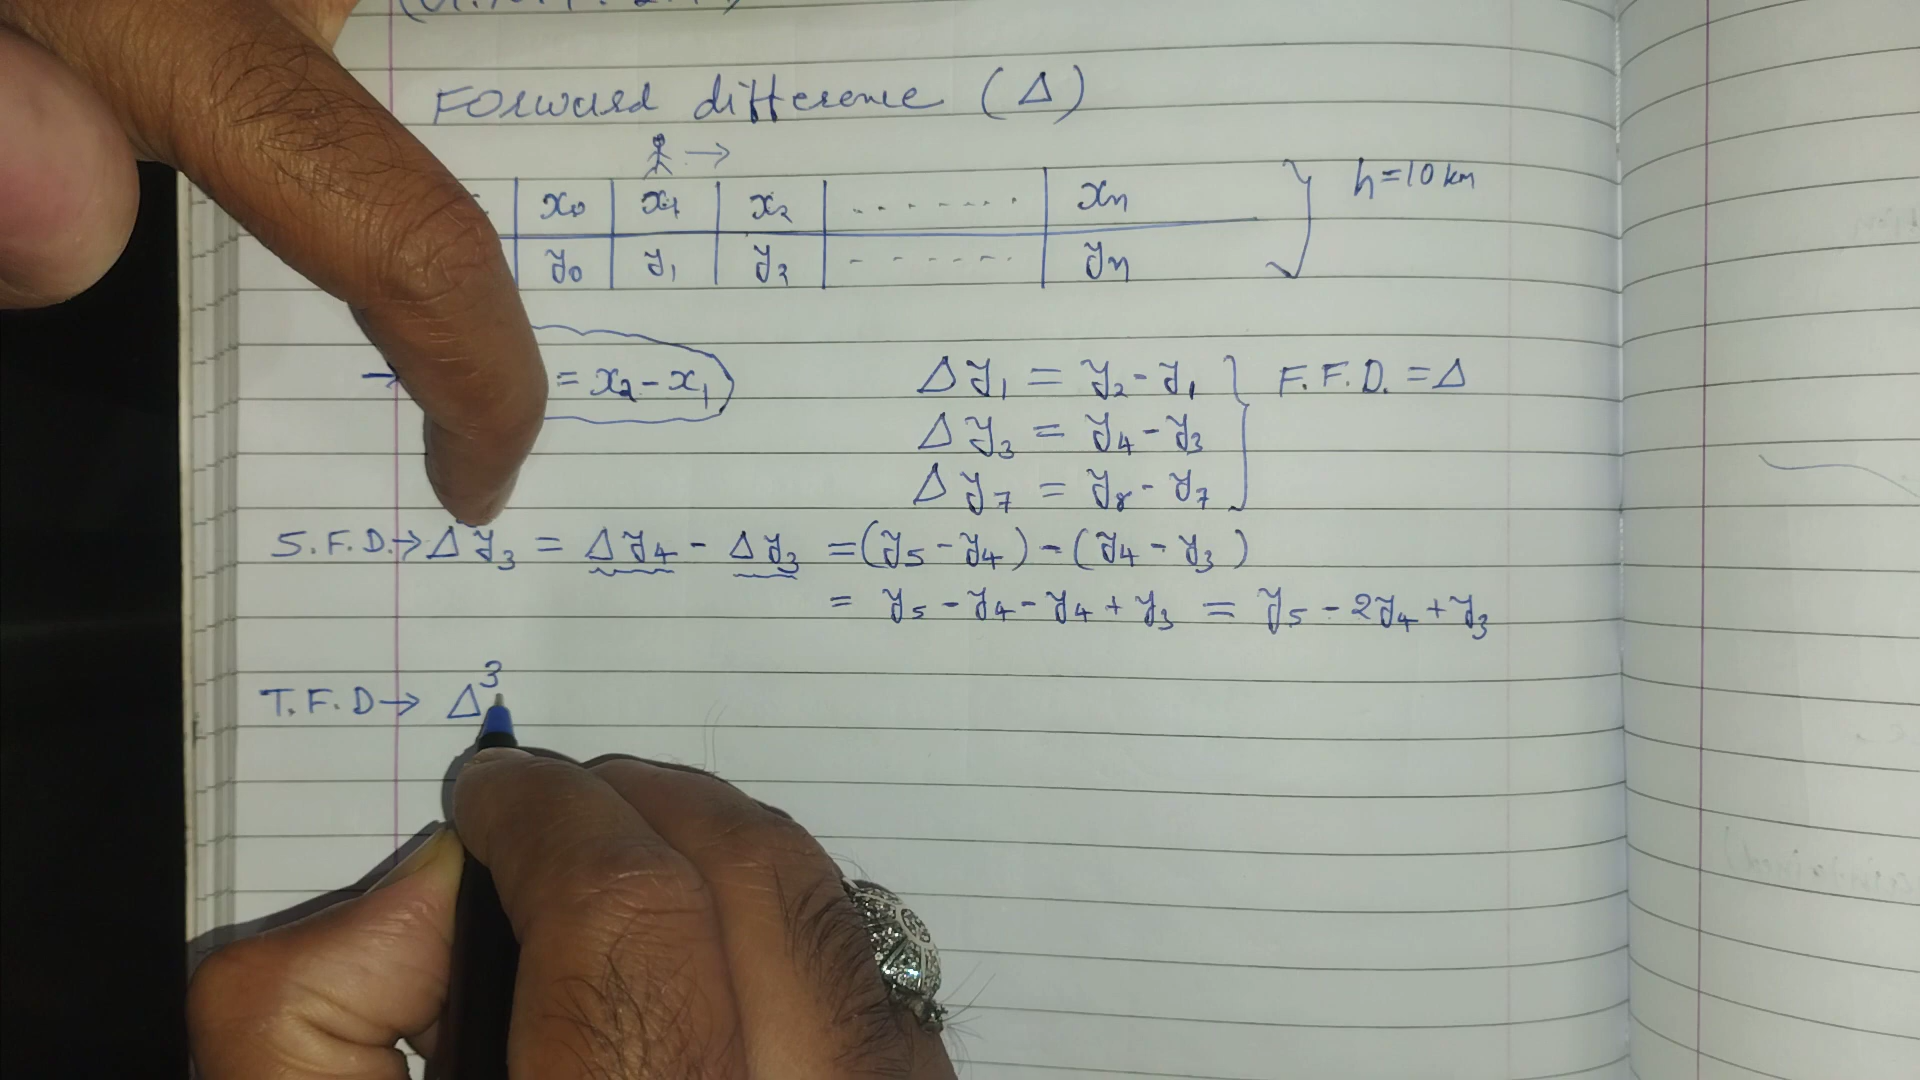 Forward difference (Δ)
x₀ x₁ x₂ ........ xₙ h=10 km
y₀ y₁ y₂ ------ yₙ
→ = x₂-x₁ Δy₁ = y₂-y₁ F.F.D. = Δ
Δy₃ = y₄-y₃
Δy₇ = y₈-y₇
S.F.D.→ Δy₃ = Δy₄ - Δy₃ = (y₅-y₄)-(y₄-y₃)
= y₅-y₄-y₄+y₃ = y₅-2y₄+y₃
T.F.D→ Δ³